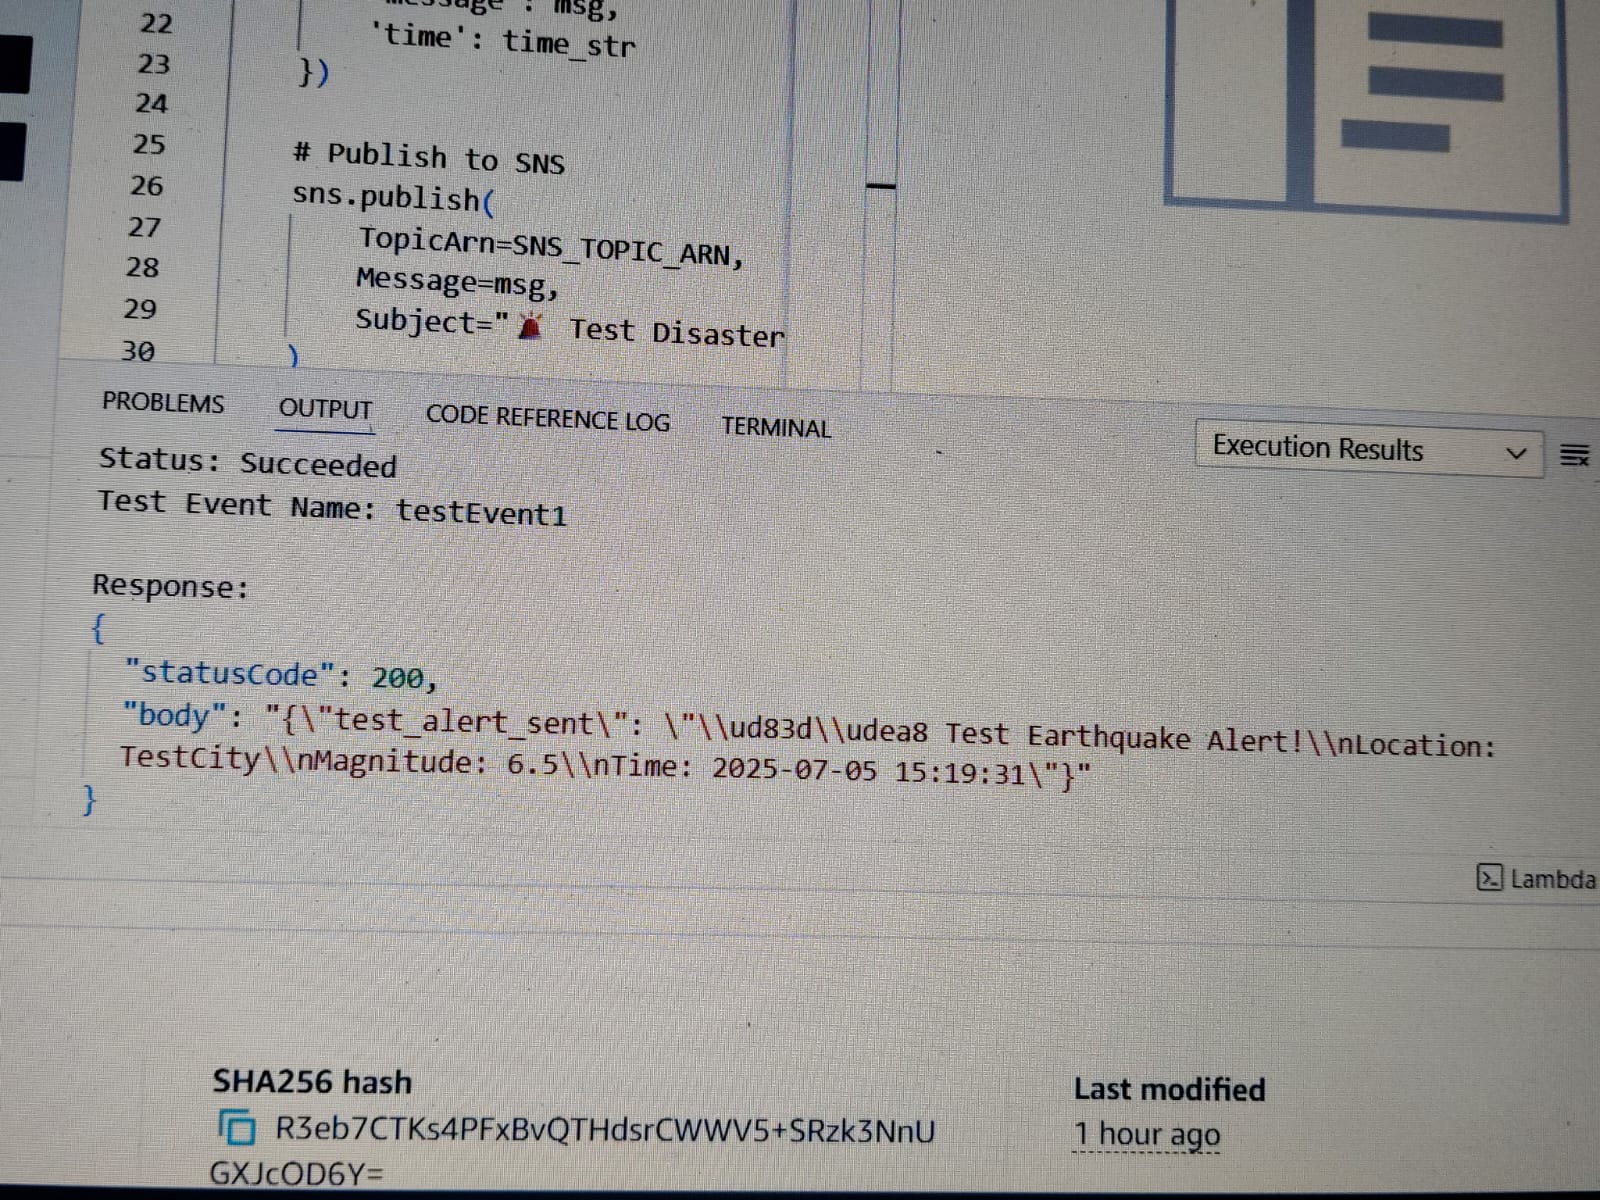 22
msg,
23
'time': time_str
24
})
25
# Publish to SNS
26
sns.publish(
27
TopicArn=SNS_TOPIC_ARN,
28
Message=msg,
29
Subject="🚨 Test Disaster
30
)
PROBLEMS OUTPUT CODE REFERENCE LOG TERMINAL
Execution Results
Status: Succeeded
Test Event Name: testEvent1
Response:
{
"statusCode": 200,
"body": "{\"test_alert_sent\": \"\\ud83d\\udea8 Test Earthquake Alert!\\nLocation:
TestCity\\nMagnitude: 6.5\\nTime: 2025-07-05 15:19:31\"}"
}
Lambda
SHA256 hash
R3eb7CTKs4PFxBvQTHdsrCWWV5+SRzk3NnU
GXJcOD6Y=
Last modified
1 hour ago